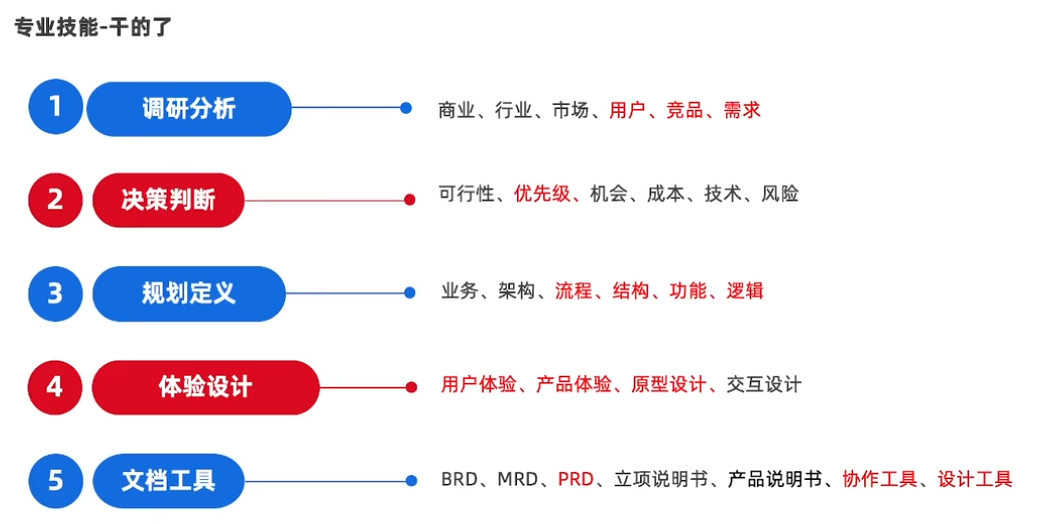 专业技能-干的了
1 调研分析 商业、行业、市场、用户、竞品、需求
2 决策判断 可行性、优先级、机会、成本、技术、风险
3 规划定义 业务、架构、流程、结构、功能、逻辑
4 体验设计 用户体验、产品体验、原型设计、交互设计
5 文档工具 BRD、MRD、PRD、立项说明书、产品说明书、协作工具、设计工具